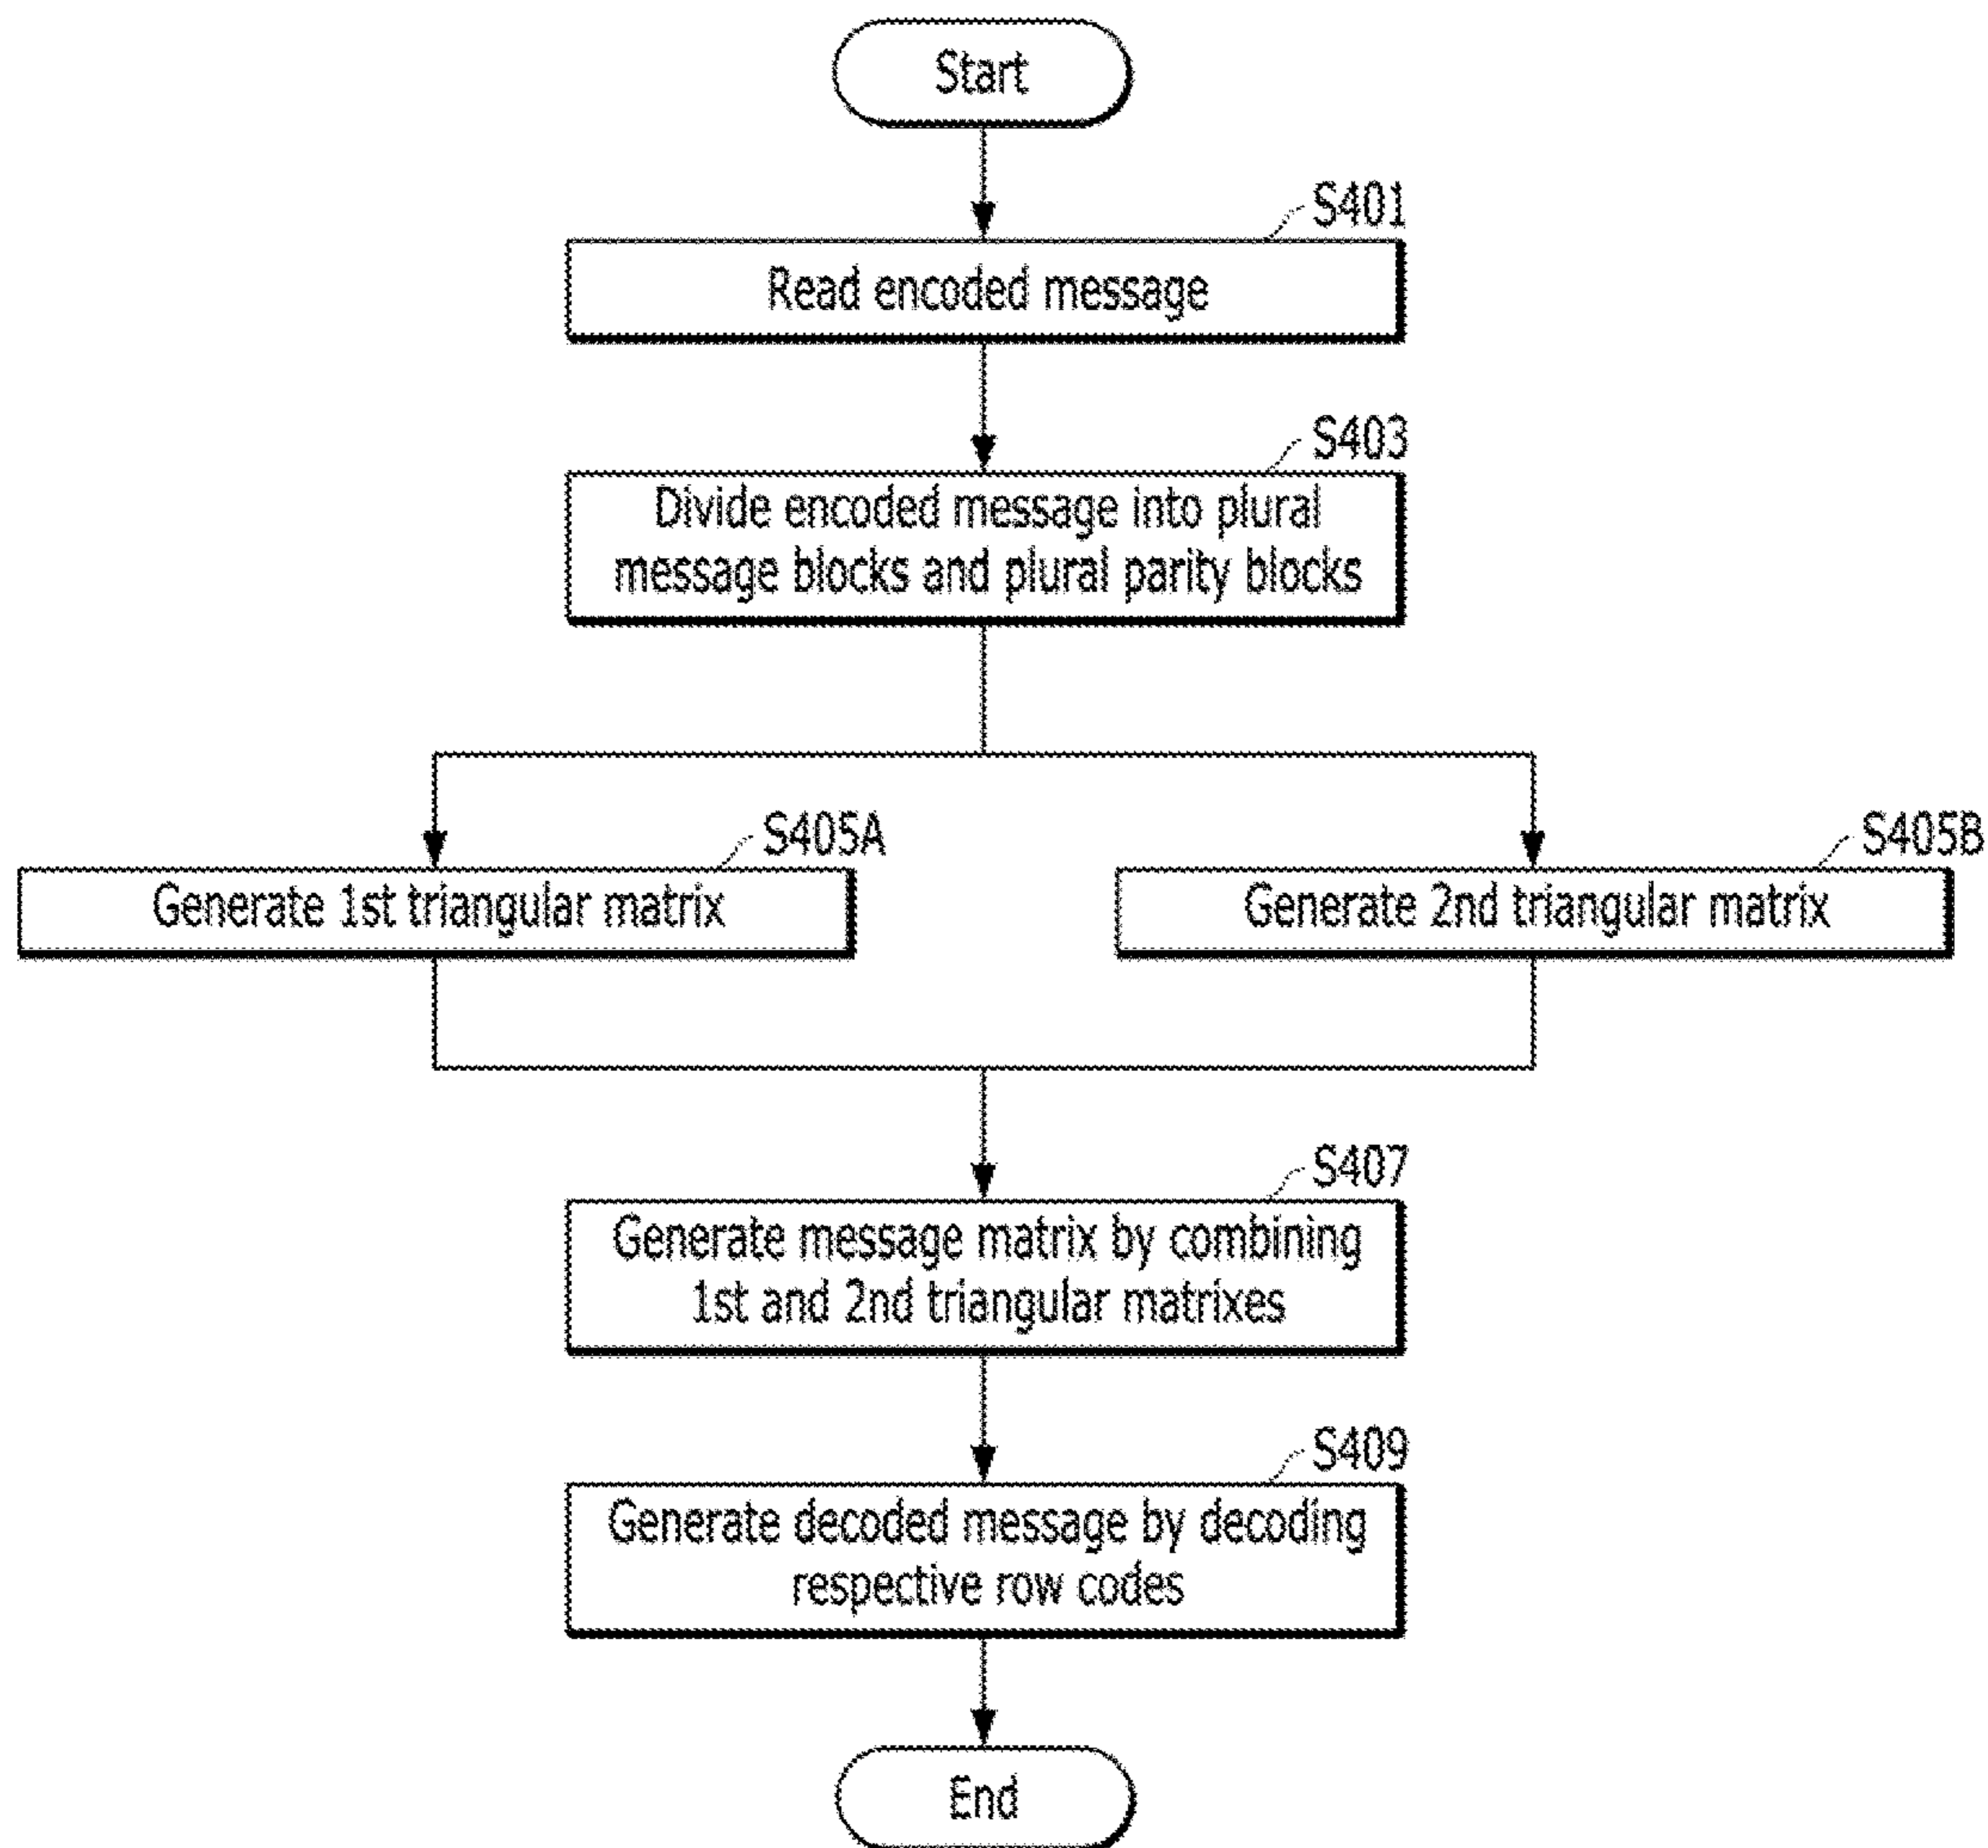 Start
S401
Read encoded message
S403
Divide encoded message into plural
message blocks and plural parity blocks
S405A
Generate 1st triangular matrix
S405B
Generate 2nd triangular matrix
S407
Generate message matrix by combining
1st and 2nd triangular matrixes
S409
Generate decoded message by decoding
respective row codes
End